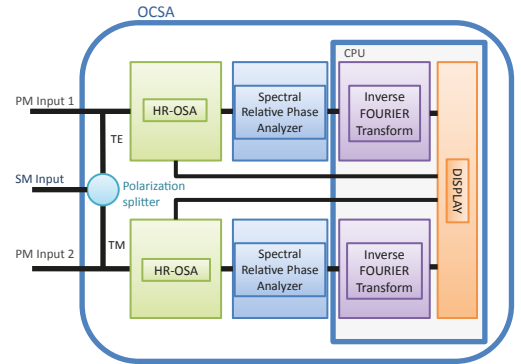 OCSA
CPU
PM Input 1
TE
HR-OSA
Spectral
Relative Phase
Analyzer
Inverse
FOURIER
Transform
SM Input
Polarization
splitter
DISPLAY
PM Input 2
TM
HR-OSA
Spectral
Relative Phase
Analyzer
Inverse
FOURIER
Transform